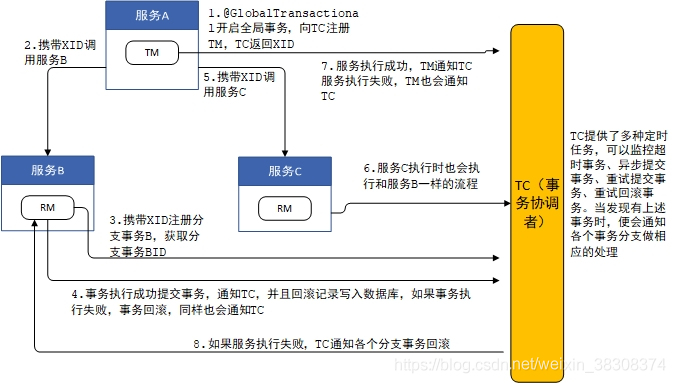 服务A
TM
1.@GlobalTransactiona
l开启全局事务，向TC注册
TM，TC返回XID
2.携带XID调
用服务B
5.携带XID调
用服务C
7.服务执行成功，TM通知TC
服务执行失败，TM也会通知
TC
服务B
RM
服务C
RM
6.服务C执行时也会
执行和服务B一样的流程
3.携带XID注册分
支事务B，获取分
支事务BID
4.事务执行成功提交事务，通知TC，并且回滚记录写入数据库，如果事务执
行失败，事务回滚，同样也会通知TC
8.如果服务执行失败，TC通知各个分支事务回滚
TC（事
务协调
者）
TC提供了多种定时
任务，可以监控超
时事务、异步提交
事务、重试提交事
务、重试回滚事
务。当发现有上述
事务时，便会通知
各个事务分支做相
应的处理
https://blog.csdn.net/weixin_38308374